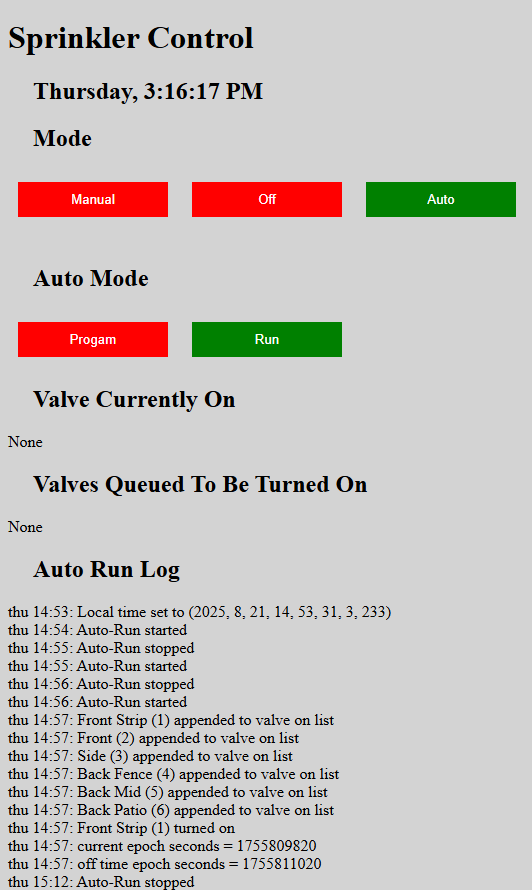 Sprinkler Control
Thursday, 3:16:17 PM
Mode
Manual Off Auto
Auto Mode
Progam Run
Valve Currently On
None
Valves Queued To Be Turned On
None
Auto Run Log
thu 14:53: Local time set to (2025, 8, 21, 14, 53, 31, 3, 233)
thu 14:54: Auto-Run started
thu 14:55: Auto-Run stopped
thu 14:55: Auto-Run started
thu 14:56: Auto-Run stopped
thu 14:56: Auto-Run started
thu 14:57: Front Strip (1) appended to valve on list
thu 14:57: Front (2) appended to valve on list
thu 14:57: Side (3) appended to valve on list
thu 14:57: Back Fence (4) appended to valve on list
thu 14:57: Back Mid (5) appended to valve on list
thu 14:57: Back Patio (6) appended to valve on list
thu 14:57: Front Strip (1) turned on
thu 14:57: current epoch seconds = 1755809820
thu 14:57: off time epoch seconds = 1755811020
thu 15:12: Auto-Run stopped